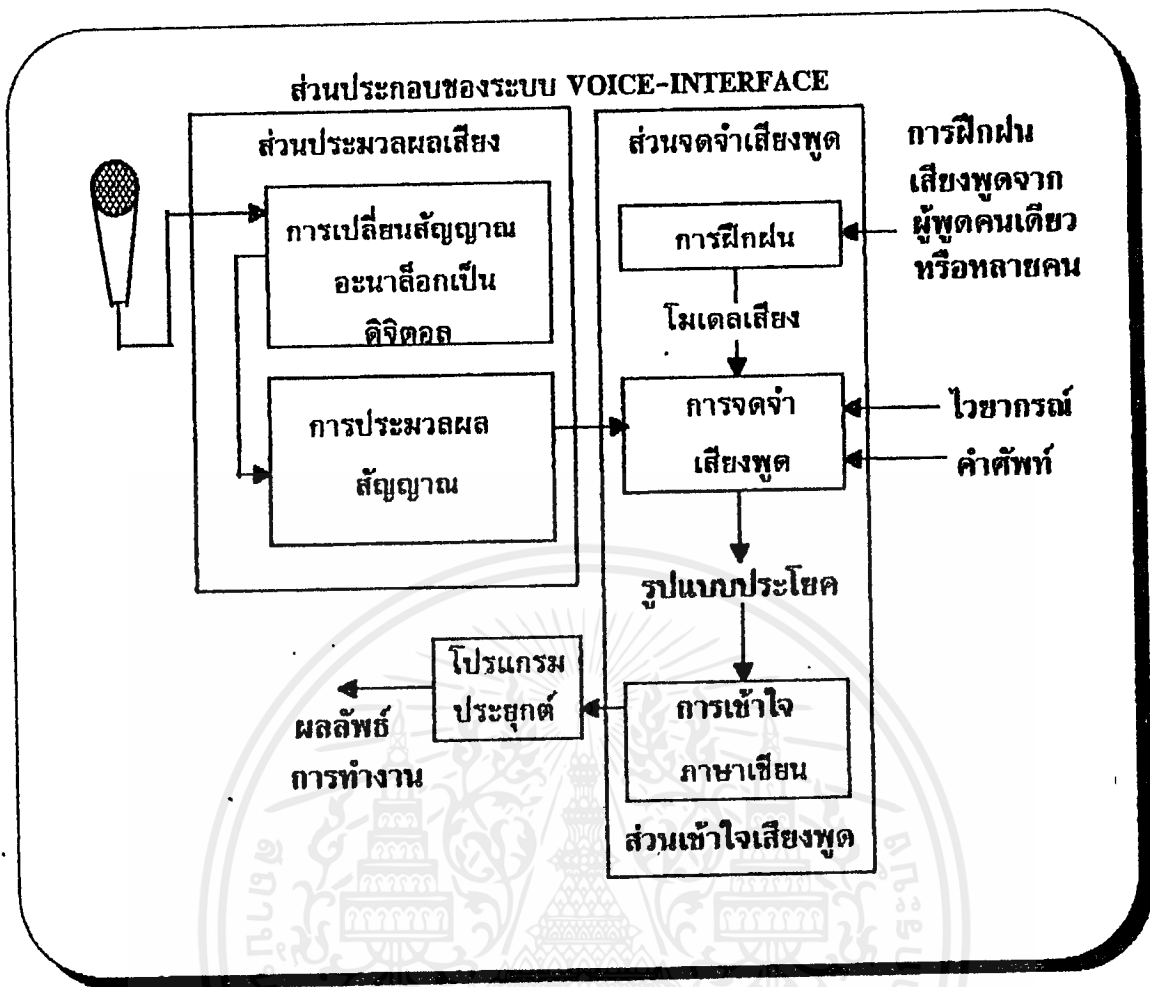 ส่วนประกอบของระบบ VOICE-INTERFACE
ส่วนประมวลผลเสียง
การเปลี่ยนสัญญาณ
อะนาล็อกเป็น
ดิจิตอล
การประมวลผล
สัญญาณ
ส่วนจดจำเสียงพูด
การฝึกฝน
โมเดลเสียง
การจดจำ
เสียงพูด
รูปแบบประโยค
การเข้าใจ
ภาษาเขียน
ส่วนเข้าใจเสียงพูด
การฝึกฝน
เสียงพูดจาก
ผู้พูดคนเดียว
หรือหลายคน
ไวยากรณ์
คำศัพท์
โปรแกรม
ประยุกต์
ผลลัพธ์
การทำงาน